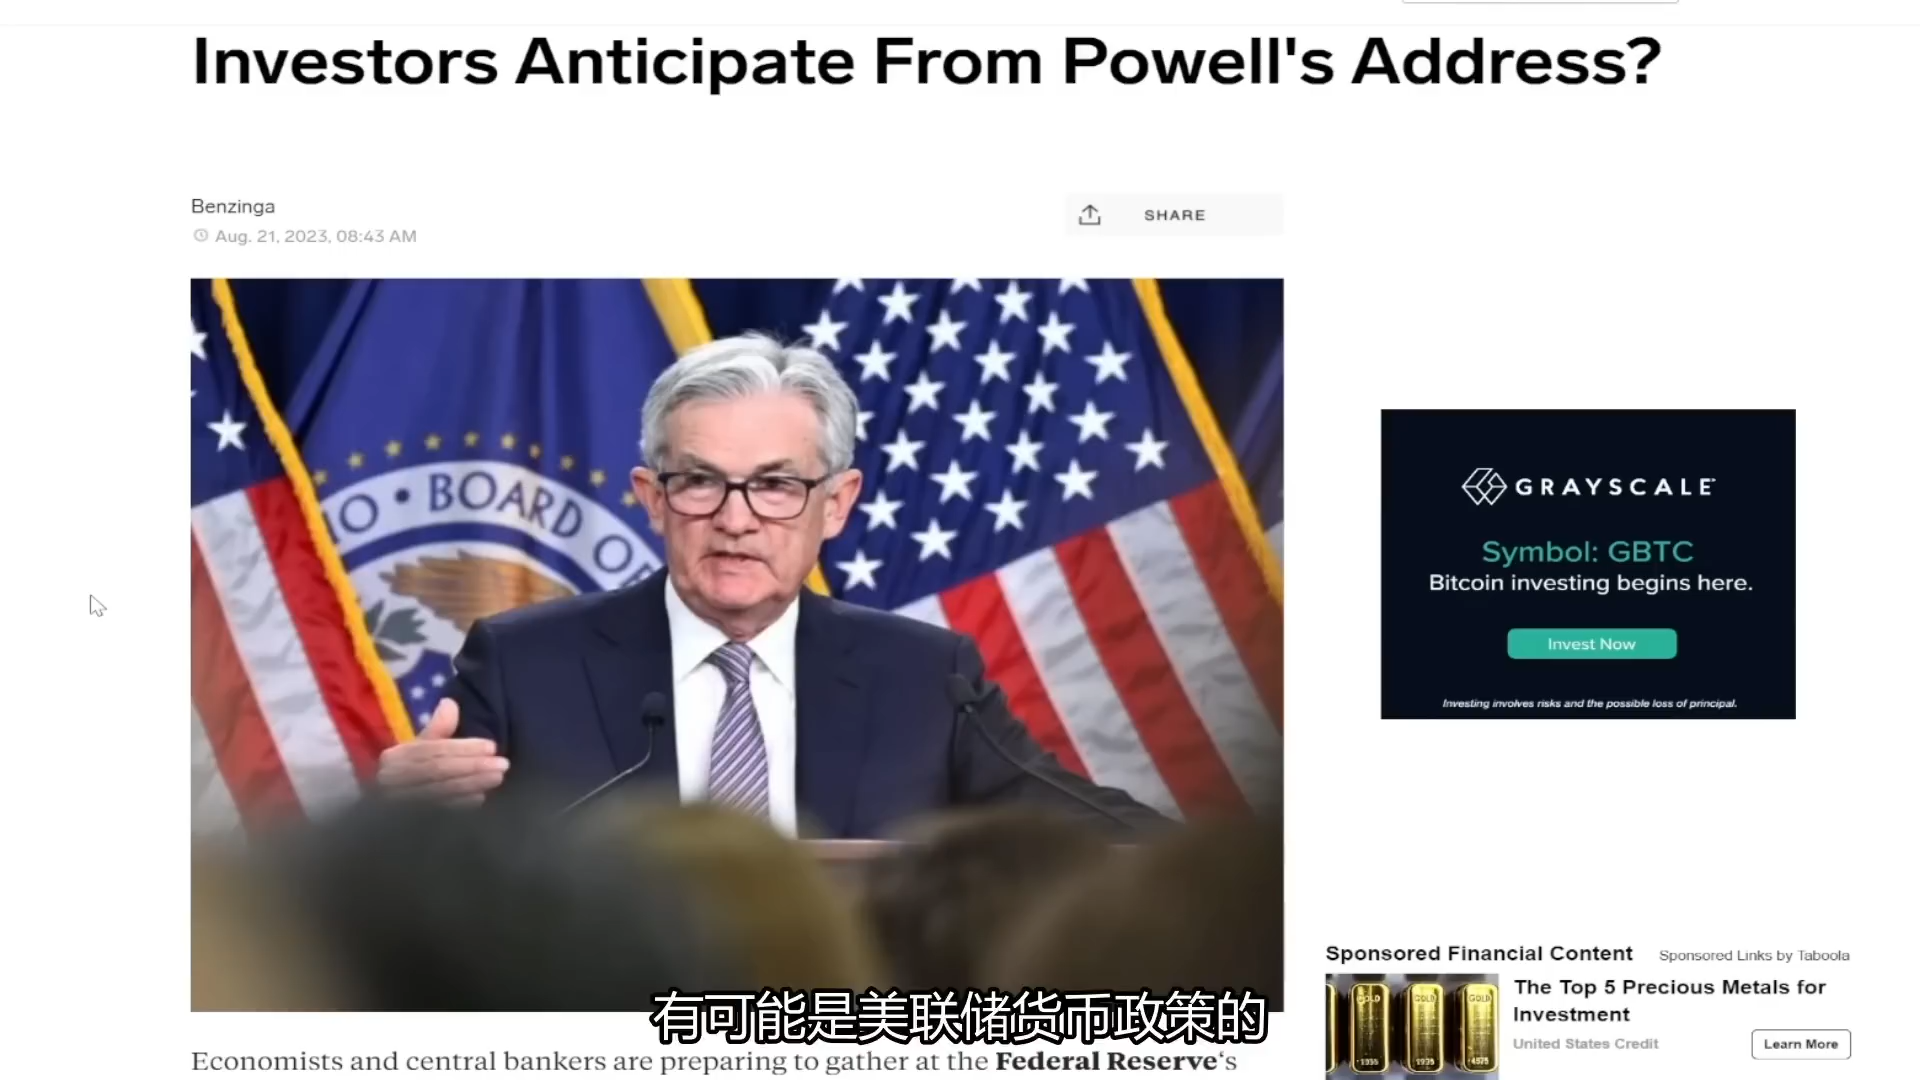 Investors Anticipate From Powell's Address?
Benzinga
Aug. 21, 2023, 08:43 AM
SHARE
IO • BOARD OF
GRAYSCALE
Symbol: GBTC
Bitcoin investing begins here.
Invest Now
Investing involves risks and the possible loss of principal.
Sponsored Financial Content
Sponsored Links by Taboola
The Top 5 Precious Metals for
Investment
United States Credit
Learn More
有可能是美联储货币政策的
Economists and central bankers are preparing to gather at the Federal Reserve‘s